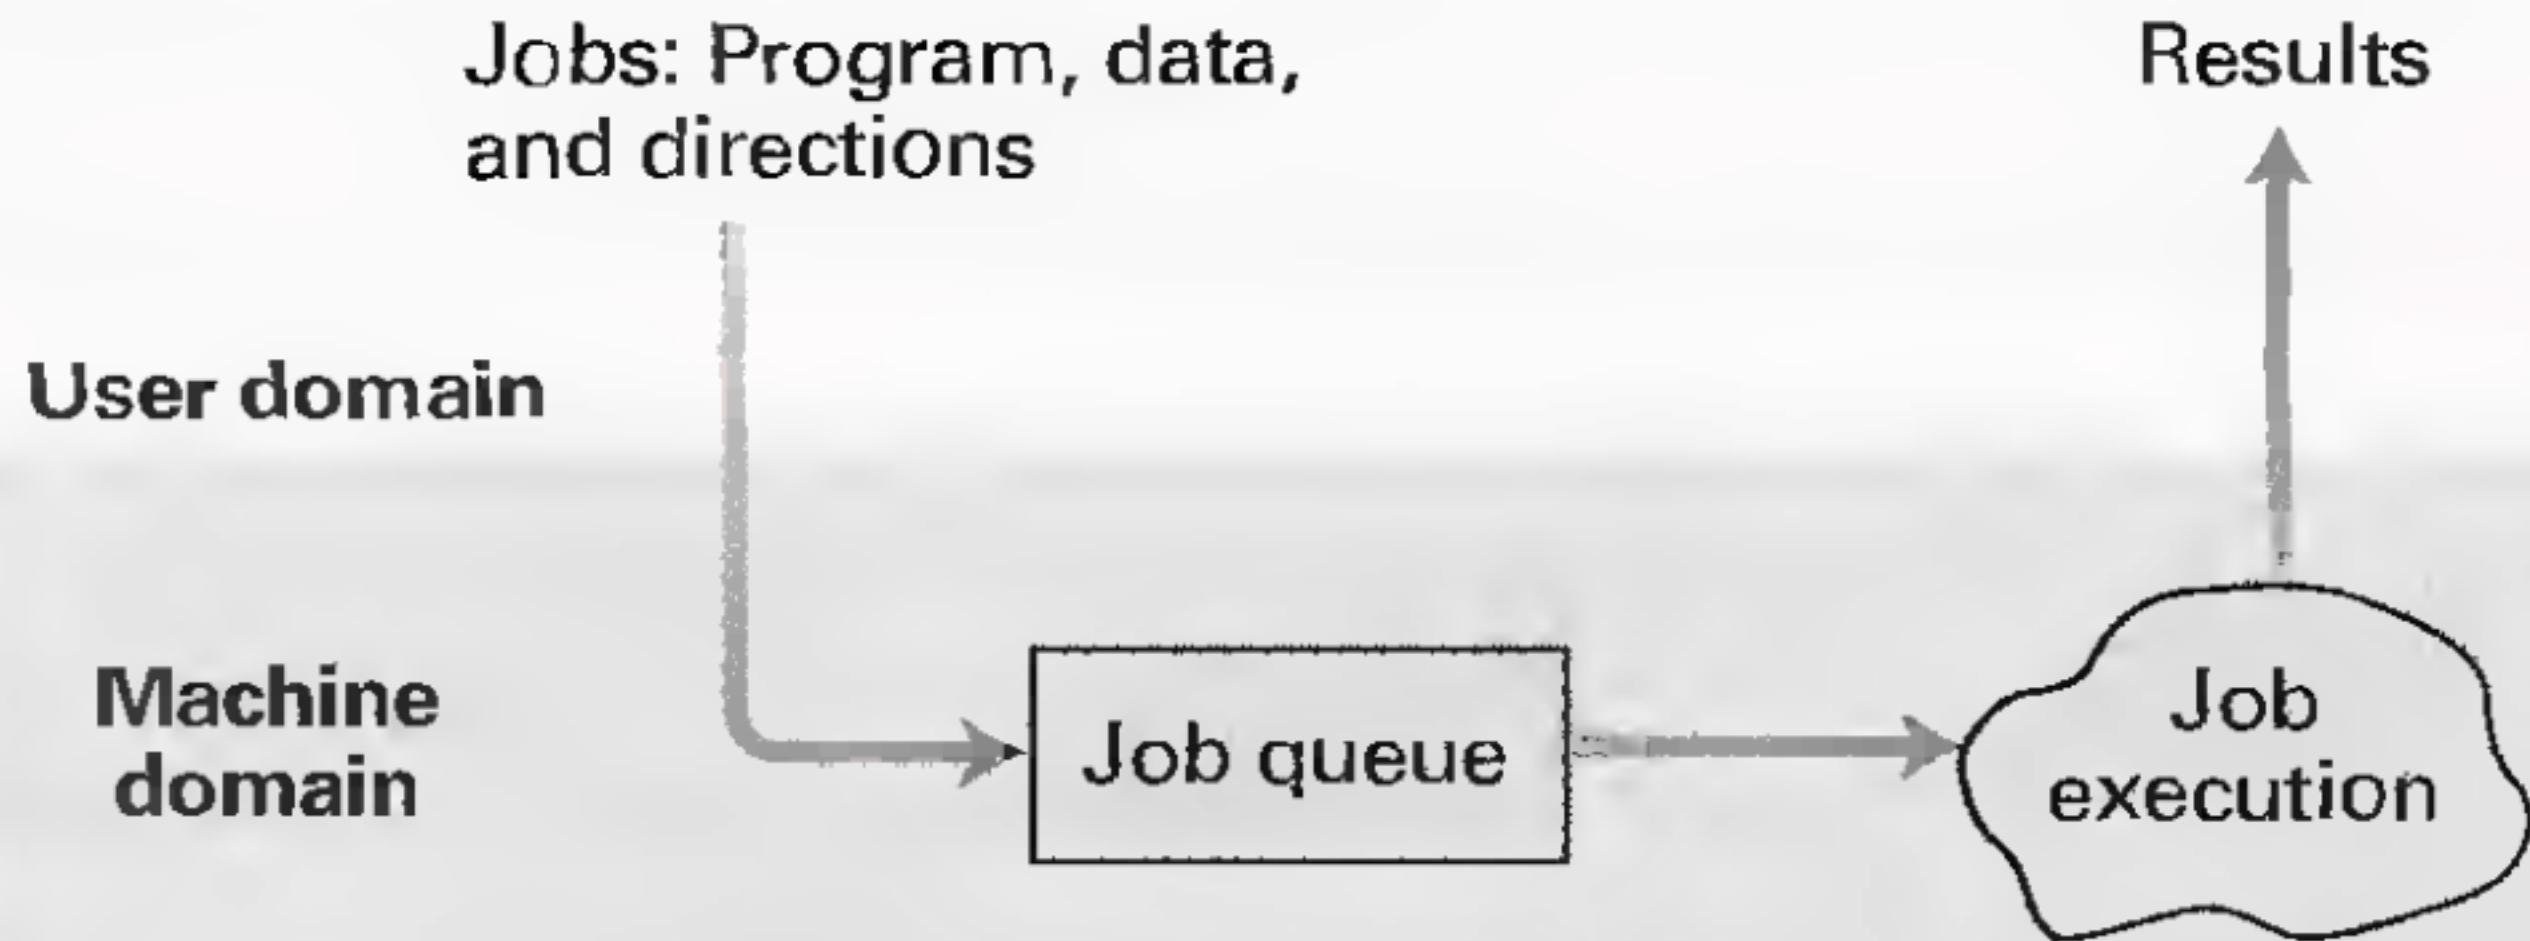 Jobs: Program, data,
and directions
Results
User domain
Machine
domain
Job queue
Job
execution